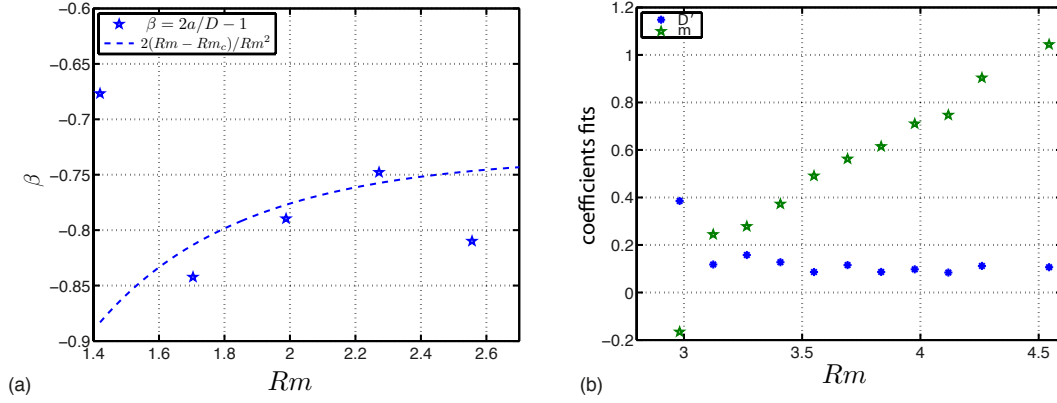 β = 2a/D − 1
2(Rm − Rm_c)/Rm²
−0.6
−0.65
−0.7
−0.75
−0.8
−0.85
−0.9
β
1.4 1.6 1.8 2 2.2 2.4 2.6
Rm
(a)
D′
m
1.2
1
0.8
0.6
0.4
0.2
0
−0.2
coefficients fits
3 3.5 4 4.5
Rm
(b)